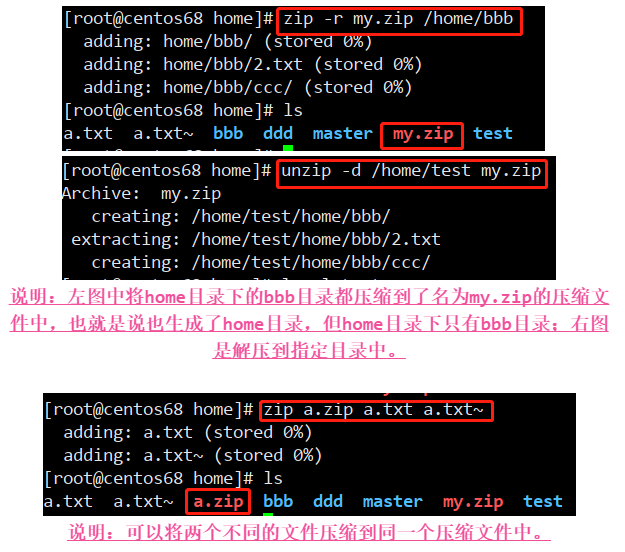 [root@centos68 home]# zip -r my.zip /home/bbb
adding: home/bbb/ (stored 0%)
adding: home/bbb/2.txt (stored 0%)
adding: home/bbb/ccc/ (stored 0%)
[root@centos68 home]# ls
a.txt a.txt~ bbb ddd master my.zip test
[root@centos68 home]# unzip -d /home/test my.zip
Archive: my.zip
creating: /home/test/home/bbb/
extracting: /home/test/home/bbb/2.txt
creating: /home/test/home/bbb/ccc/
说明：左图中将home目录下的bbb目录都压缩到了名为my.zip的压缩文
件中，也就是说也生成了home目录，但home目录下只有bbb目录；右图
是解压到指定目录中。
[root@centos68 home]# zip a.zip a.txt a.txt~
adding: a.txt (stored 0%)
adding: a.txt~ (stored 0%)
[root@centos68 home]# ls
a.txt a.txt~ a.zip bbb ddd master my.zip test
说明：可以将两个不同的文件压缩到同一个压缩文件中。